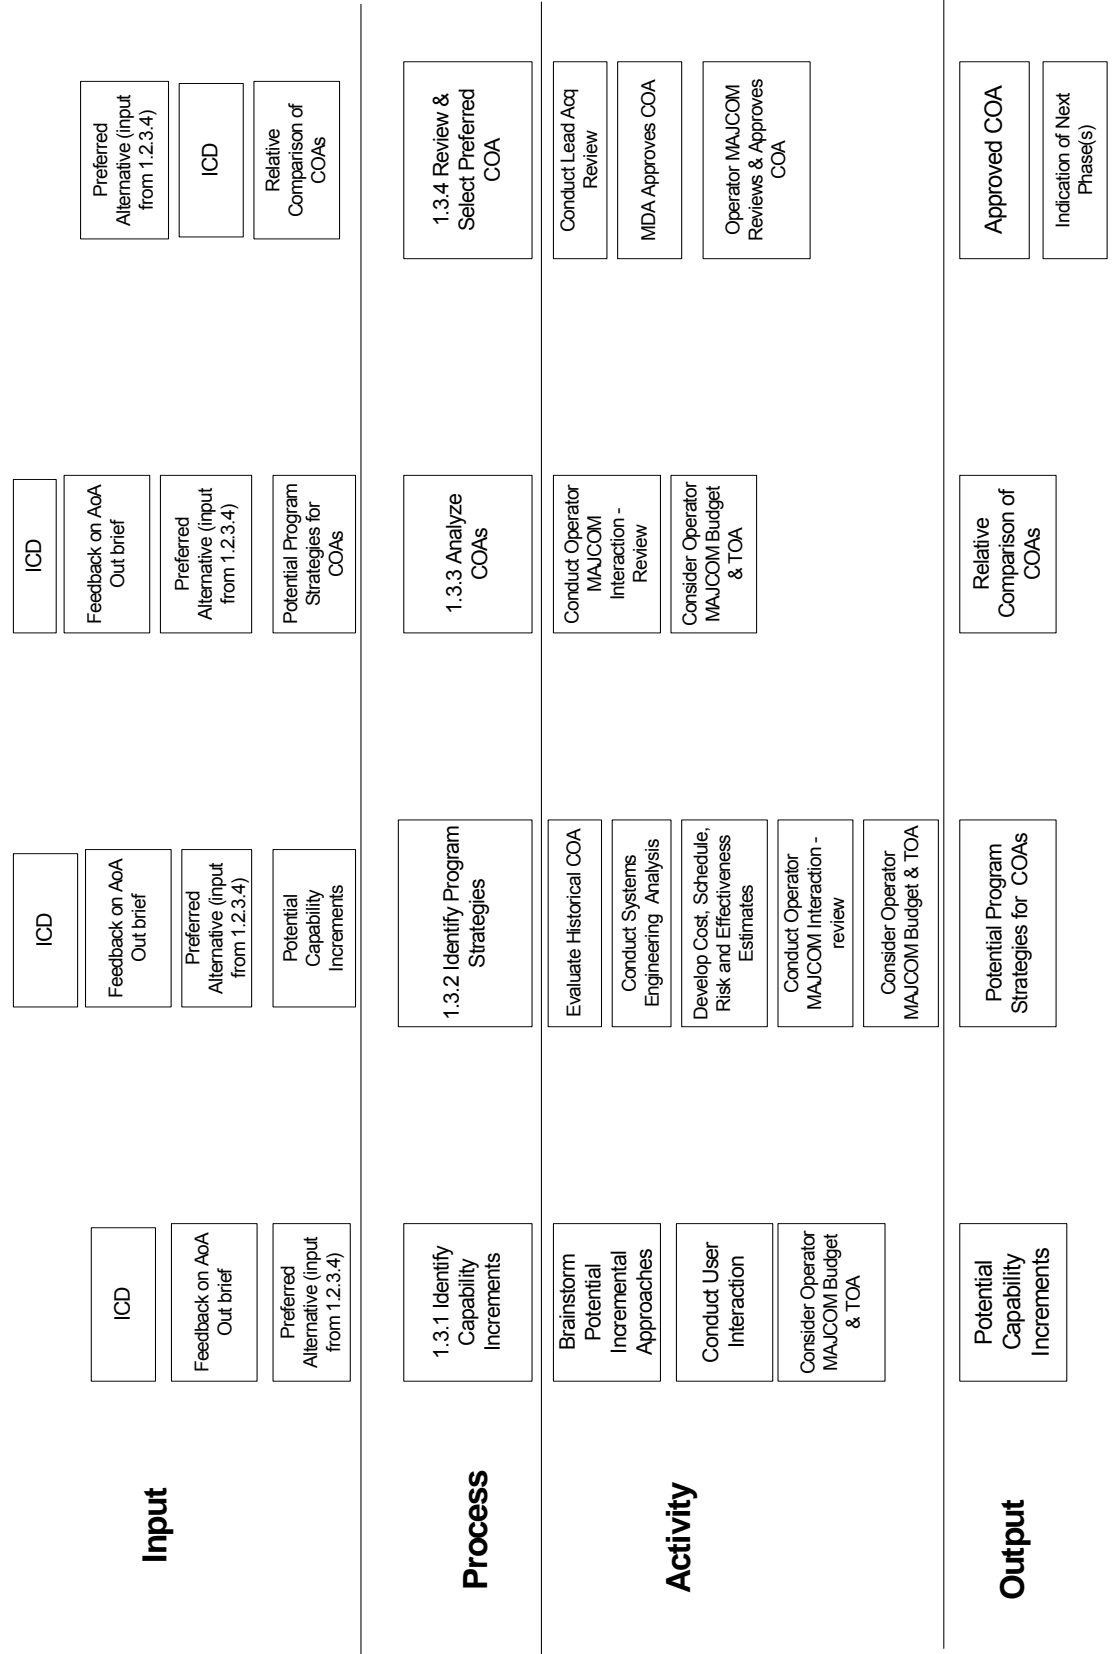 Input
ICD
Feedback on AoA
Out brief
Preferred
Alternative (input
from 1.2.3.4)
ICD
Feedback on AoA
Out brief
Preferred
Alternative (input
from 1.2.3.4)
Potential
Capability
Increments
ICD
Feedback on AoA
Out brief
Preferred
Alternative (input
from 1.2.3.4)
Potential Program
Strategies for
COAs
Preferred
Alternative (input
from 1.2.3.4)
ICD
Relative
Comparison of
COAs
Process
1.3.1 Identify
Capability
Increments
1.3.2 Identify Program
Strategies
1.3.3 Analyze
COAs
1.3.4 Review &
Select Preferred
COA
Activity
Brainstorm
Potential
Incremental
Approaches
Conduct User
Interaction
Consider Operator
MAJCOM Budget
& TOA
Evaluate Historical COA
Conduct Systems
Engineering Analysis
Develop Cost, Schedule,
Risk and Effectiveness
Estimates
Conduct Operator
MAJCOM Interaction -
review
Consider Operator
MAJCOM Budget & TOA
Conduct Operator
MAJCOM
Interaction -
Review
Consider Operator
MAJCOM Budget
& TOA
Conduct Lead Acq
Review
MDA Approves COA
Operator MAJCOM
Reviews & Approves
COA
Output
Potential
Capability
Increments
Potential Program
Strategies for COAs
Relative
Comparison of
COAs
Approved COA
Indication of Next
Phase(s)